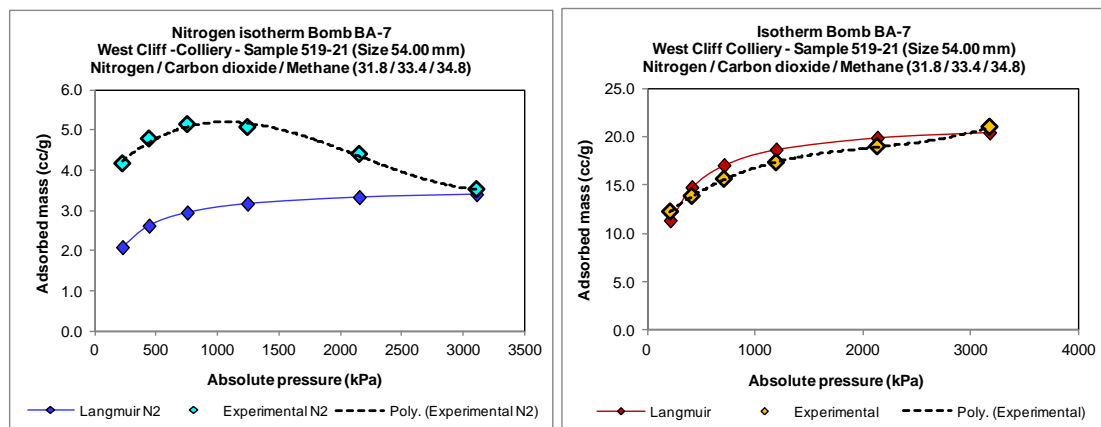 Nitrogen isotherm Bomb BA-7
West Cliff -Colliery - Sample 519-21 (Size 54.00 mm)
Nitrogen / Carbon dioxide / Methane (31.8 / 33.4 / 34.8)
6.0
5.0
4.0
3.0
2.0
1.0
0.0
Adsorbed mass (cc/g)
0 500 1000 1500 2000 2500 3000 3500
Absolute pressure (kPa)
Langmuir N2 Experimental N2 Poly. (Experimental N2)
Isotherm Bomb BA-7
West Cliff Colliery - Sample 519-21 (Size 54.00 mm)
Nitrogen / Carbon dioxide / Methane (31.8 / 33.4 / 34.8)
25.0
20.0
15.0
10.0
5.0
0.0
Adsorbed mass (cc/g)
0 1000 2000 3000 4000
Absolute pressure (kPa)
Langmuir Experimental Poly. (Experimental)